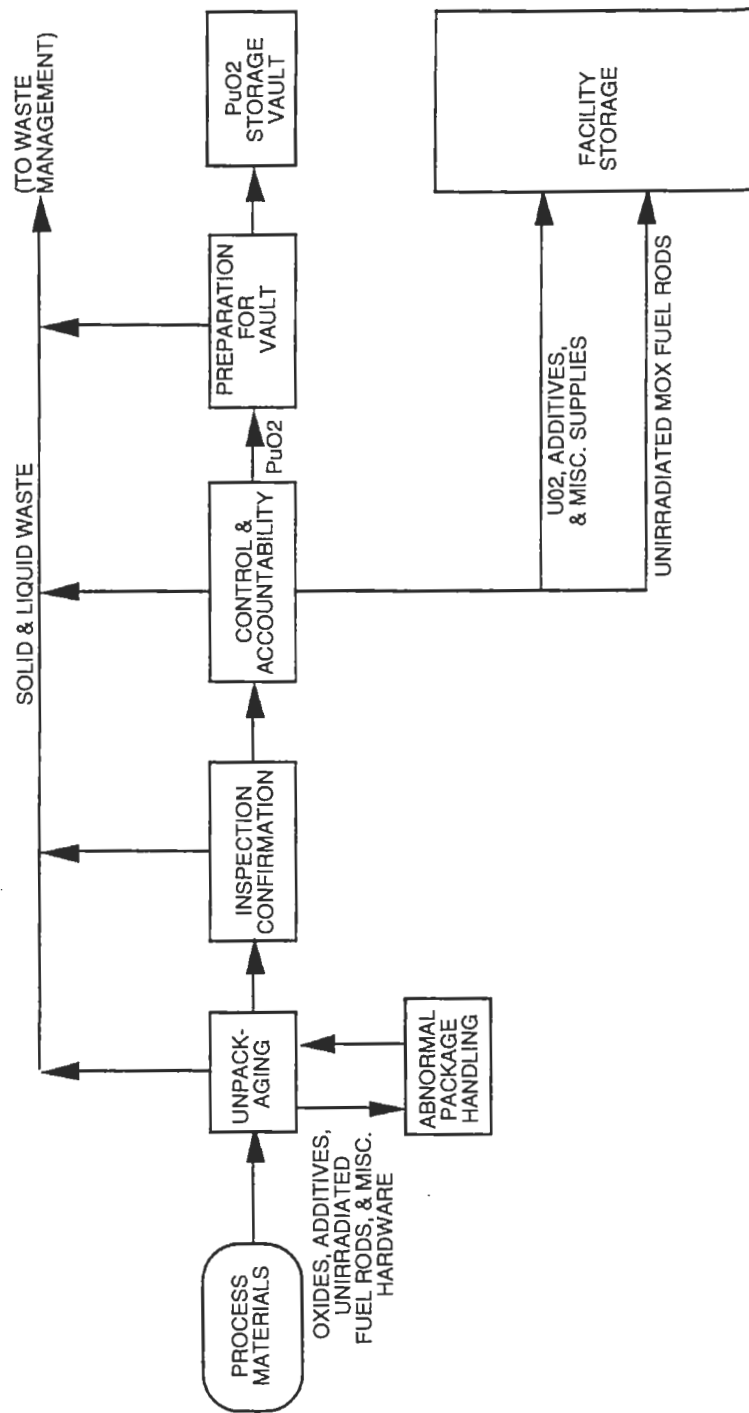 SOLID & LIQUID WASTE
(TO WASTE
MANAGEMENT)
PROCESS
MATERIALS
OXIDES, ADDITIVES,
UNIRRADIATED
FUEL RODS, & MISC.
HARDWARE
UNPACK-
AGING
ABNORMAL
PACKAGE
HANDLING
INSPECTION
CONFIRMATION
CONTROL &
ACCOUNTABILITY
PuO2
PREPARATION
FOR
VAULT
PuO2
STORAGE
VAULT
U02, ADDITIVES,
& MISC. SUPPLIES
UNIRRADIATED MOX FUEL RODS
FACILITY
STORAGE